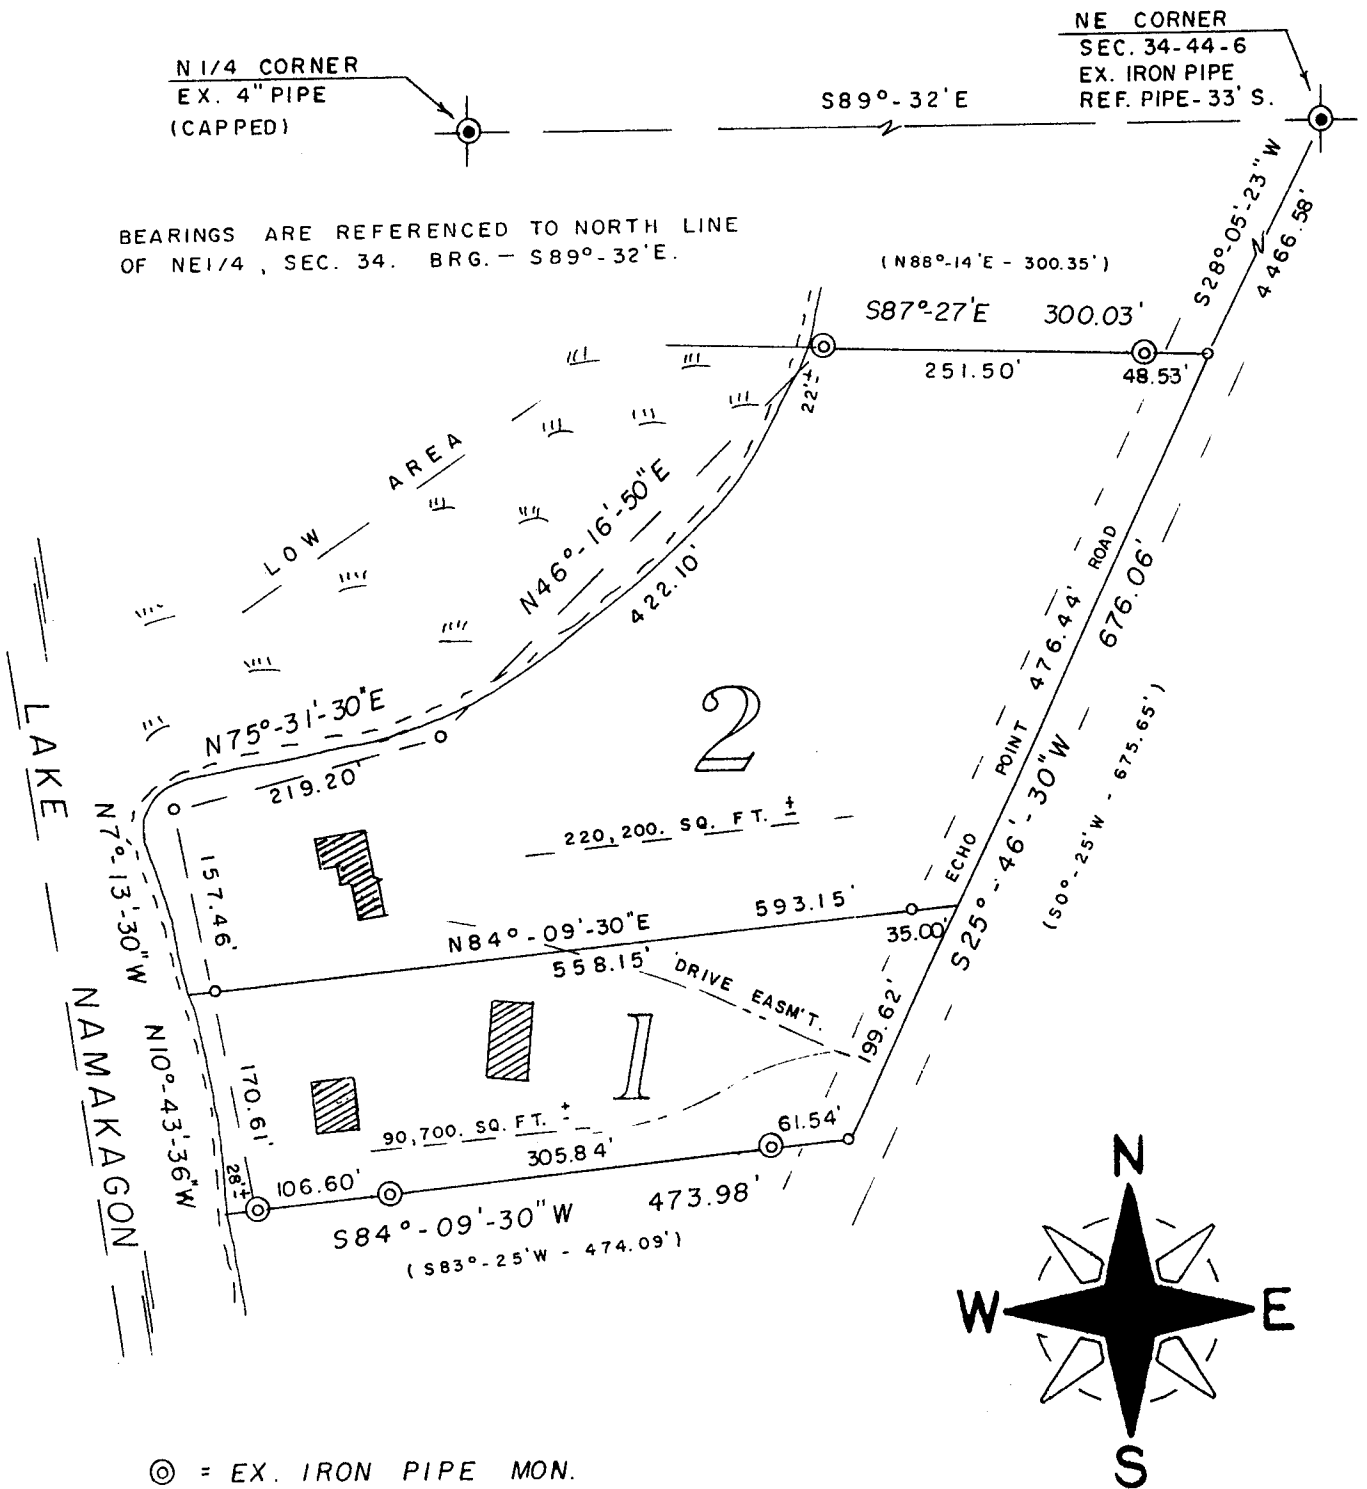 N 1/4 CORNER
EX. 4" PIPE
(CAPPED)
NE CORNER
SEC. 34-44-6
EX. IRON PIPE
REF. PIPE-33' S.
S89°-32'E
S28°-05'-23"W
4466.58'
BEARINGS ARE REFERENCED TO NORTH LINE
OF NE1/4, SEC. 34. BRG.- S89°-32'E.
(N88°-14'E - 300.35')
S87°-27'E 300.03'
251.50'
48.53'
22'±
LOW AREA
N46°-16'-50"E
422.10'
ECHO POINT ROAD
476.44'
676.06'
S25°-46'-30"W
(S0°-25'W - 675.65')
N75°-31'-30"E
219.20'
2
220,200. SQ. FT. ±
LAKE NAMAKAGON
N7°-13'-30"W
157.46'
N84°-09'-30"E 593.15'
558.15'
35.00'
DRIVE EASM'T.
199.62'
1
N10°-43'-36"W
170.61'
90,700. SQ. FT. ±
28'±
106.60'
305.84'
61.54'
S84°-09'-30"W 473.98'
(S83°-25'W - 474.09')
N
W
E
S
= EX. IRON PIPE MON.